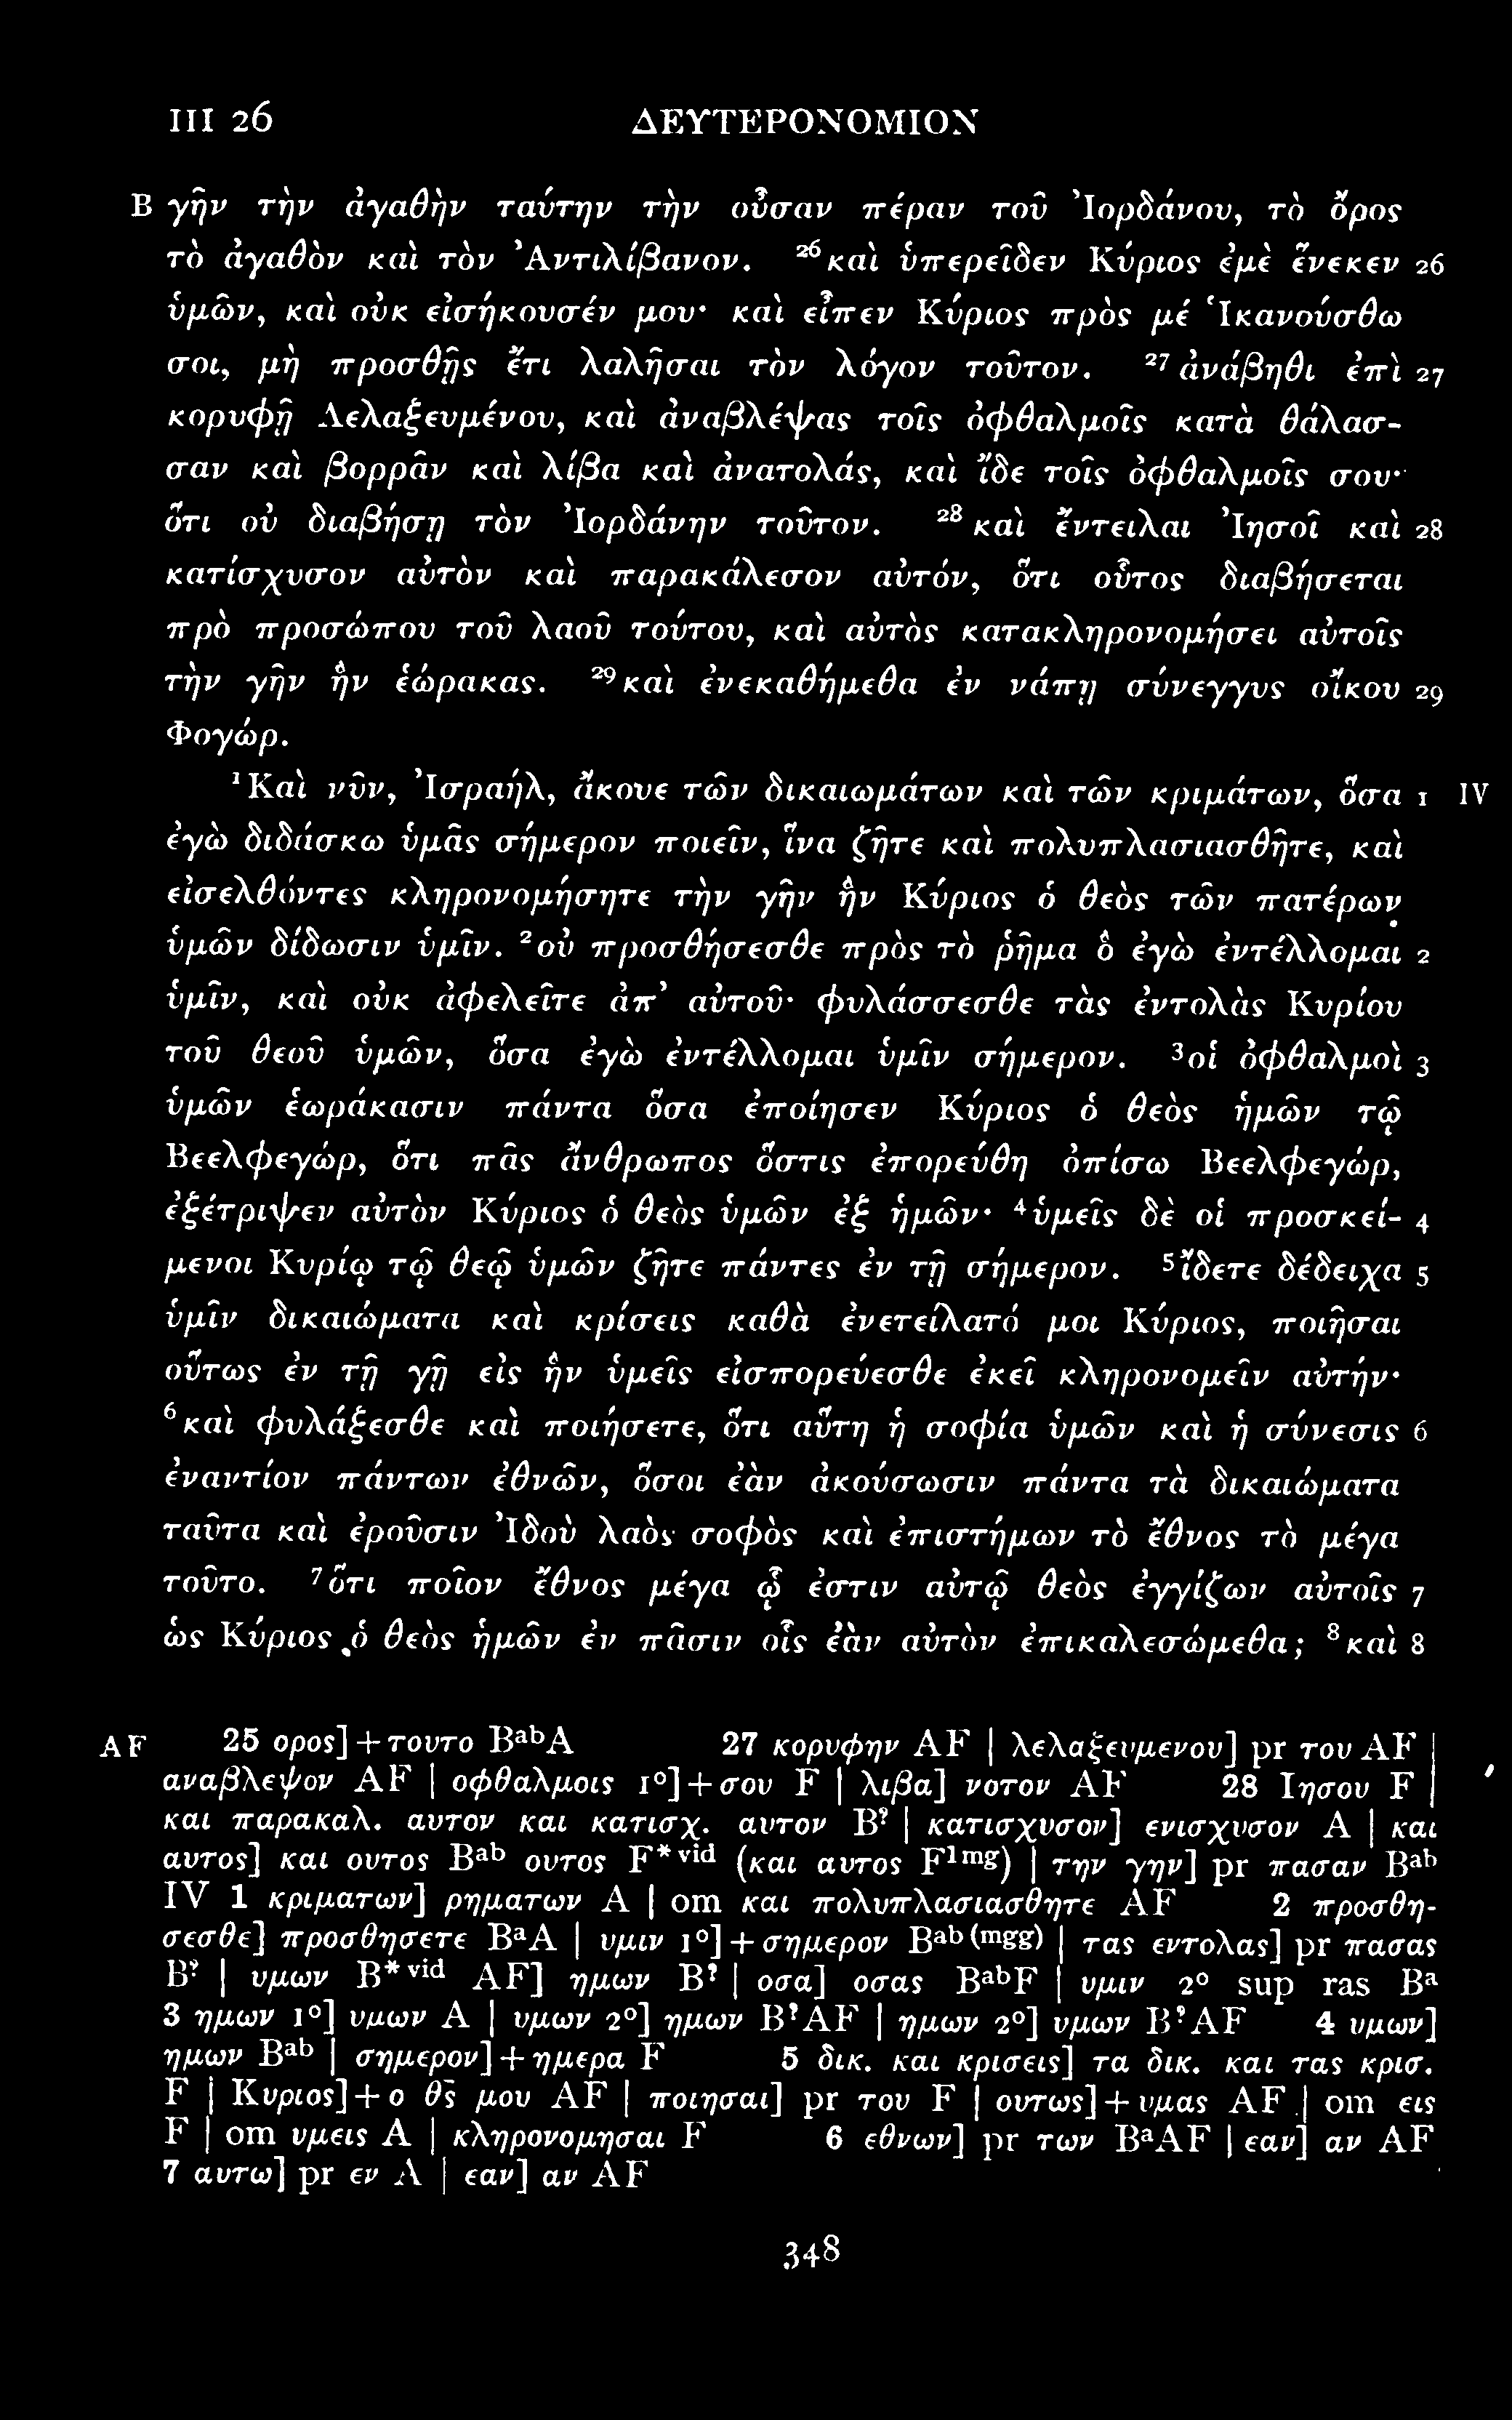 III 26 ΔΕΥΤΕΡΟΝΟΜΙΟΝ
B γῆν τὴν ἀγαθὴν ταύτην τὴν οὖσαν πέραν τοῦ Ἰορδάνου, τὸ ὄρος
τὸ ἀγαθὸν καὶ τὸν Ἀντιλίβανον. ²⁶καὶ ὑπερεῖδεν Κύριος ἐμὲ ἕνεκεν 26
ὑμῶν, καὶ οὐκ εἰσήκουσέν μου· καὶ εἶπεν Κύριος πρὸς μέ Ἱκανούσθω
σοι, μὴ προσθῇς ἔτι λαλῆσαι τὸν λόγον τοῦτον. ²⁷ἀνάβηθι ἐπὶ 27
κορυφῇ Λελαξευμένου, καὶ ἀναβλέψας τοῖς ὀφθαλμοῖς κατὰ θάλασ-
σαν καὶ βορρᾶν καὶ λίβα καὶ ἀνατολάς, καὶ ἴδε τοῖς ὀφθαλμοῖς σου·
ὅτι οὐ διαβήσῃ τὸν Ἰορδάνην τοῦτον. ²⁸καὶ ἔντειλαι Ἰησοῖ καὶ 28
κατίσχυσον αὐτὸν καὶ παρακάλεσον αὐτόν, ὅτι οὗτος διαβήσεται
πρὸ προσώπου τοῦ λαοῦ τούτου, καὶ αὐτὸς κατακληρονομήσει αὐτοῖς
τὴν γῆν ἣν ἑώρακας. ²⁹καὶ ἐνεκαθήμεθα ἐν νάπῃ σύνεγγυς οἴκου 29
Φογώρ.
¹Καὶ νῦν, Ἰσραήλ, ἄκουε τῶν δικαιωμάτων καὶ τῶν κριμάτων, ὅσα 1 IV
ἐγὼ διδάσκω ὑμᾶς σήμερον ποιεῖν, ἵνα ζῆτε καὶ πολυπλασιασθῆτε, καὶ
εἰσελθόντες κληρονομήσητε τὴν γῆν ἣν Κύριος ὁ θεὸς τῶν πατέρων
ὑμῶν δίδωσιν ὑμῖν. ²οὐ προσθήσεσθε πρὸς τὸ ῥῆμα ὃ ἐγὼ ἐντέλλομαι 2
ὑμῖν, καὶ οὐκ ἀφελεῖτε ἀπ’ αὐτοῦ· φυλάσσεσθε τὰς ἐντολὰς Κυρίου
τοῦ θεοῦ ὑμῶν, ὅσα ἐγὼ ἐντέλλομαι ὑμῖν σήμερον. ³οἱ ὀφθαλμοὶ 3
ὑμῶν ἑωράκασιν πάντα ὅσα ἐποίησεν Κύριος ὁ θεὸς ἡμῶν τῷ
Βεελφεγώρ, ὅτι πᾶς ἄνθρωπος ὅστις ἐπορεύθη ὀπίσω Βεελφεγώρ,
ἐξέτριψεν αὐτὸν Κύριος ὁ θεὸς ὑμῶν ἐξ ἡμῶν· ⁴ὑμεῖς δὲ οἱ προσκεί- 4
μενοι Κυρίῳ τῷ θεῷ ὑμῶν ζῆτε πάντες ἐν τῇ σήμερον. ⁵ἴδετε δέδειχα 5
ὑμῖν δικαιώματα καὶ κρίσεις καθὰ ἐνετείλατό μοι Κύριος, ποιῆσαι
οὕτως ἐν τῇ γῇ εἰς ἣν ὑμεῖς εἰσπορεύεσθε ἐκεῖ κληρονομεῖν αὐτήν·
⁶καὶ φυλάξεσθε καὶ ποιήσετε, ὅτι αὕτη ἡ σοφία ὑμῶν καὶ ἡ σύνεσις 6
ἐναντίον πάντων ἐθνῶν, ὅσοι ἐὰν ἀκούσωσιν πάντα τὰ δικαιώματα
ταῦτα καὶ ἐροῦσιν Ἰδοὺ λαὸς σοφὸς καὶ ἐπιστήμων τὸ ἔθνος τὸ μέγα
τοῦτο. ⁷ὅτι ποῖον ἔθνος μέγα ᾧ ἐστιν αὐτῷ θεὸς ἐγγίζων αὐτοῖς 7
ὡς Κύριος ὁ θεὸς ἡμῶν ἐν πᾶσιν οἷς ἐὰν αὐτὸν ἐπικαλεσώμεθα; ⁸καὶ 8
AF 25 ορος] + τουτο BᵃᵇA 27 κορυφην AF | λελαξευμενου] pr του AF |
αναβλεψον AF | οφθαλμοις 1°] + σου F | λιβα] νοτον AF 28 Ιησου F |
και παρακαλ. αυτον και κατισχ. αυτον B? | κατισχυσον] ενισχυσον A | και
αυτος] και ουτος Bᵃᵇ ουτος F*ᵛⁱᵈ (και αυτος F¹ᵐᵍ) | την γην] pr πασαν Bᵃᵇ
IV 1 κριματων] ρηματων A | om και πολυπλασιασθητε AF 2 προσθη-
σεσθε] προσθησετε BᵃA | υμιν 1°] + σημερον Bᵃᵇ⁽ᵐᵍᵍ⁾ | τας εντολας] pr πασας
B? | υμων B*ᵛⁱᵈ AF] ημων B? | οσα] οσας BᵃᵇF | υμιν 2° sup ras Bᵃ
3 ημων 1°] υμων A | υμων 2°] ημων B?AF | ημων 2°] υμων B?AF 4 υμων]
ημων Bᵃᵇ | σημερον] + ημερα F 5 δικ. και κρισεις] τα δικ. και τας κρισ.
F | Κυριος] + ο θ̅ς̅ μου AF | ποιησαι] pr του F | ουτως] + υμας AF | om εις
F | om υμεις A | κληρονομησαι F 6 εθνων] pr των BᵃAF | εαν] αν AF
7 αυτω] pr εν A | εαν] αν AF
348